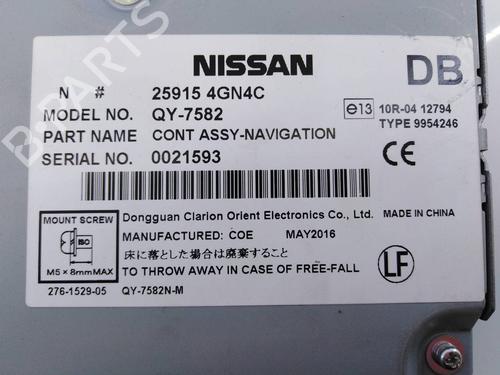 NISSAN
DB
N # 25915 4GN4C
MODEL NO. QY-7582
PART NAME CONT ASSY-NAVIGATION
SERIAL NO. 0021593
e13 10R-04 12794
TYPE 9954246
CE
MOUNT SCREW
ISO
M5×8mmMAX
Dongguan Clarion Orient Electronics Co., Ltd. MADE IN CHINA
MANUFACTURED: COE MAY2016
床に落とした場合は廃棄すること
TO THROW AWAY IN CASE OF FREE-FALL
LF
276-1529-05 QY-7582N-M
B-PARTS